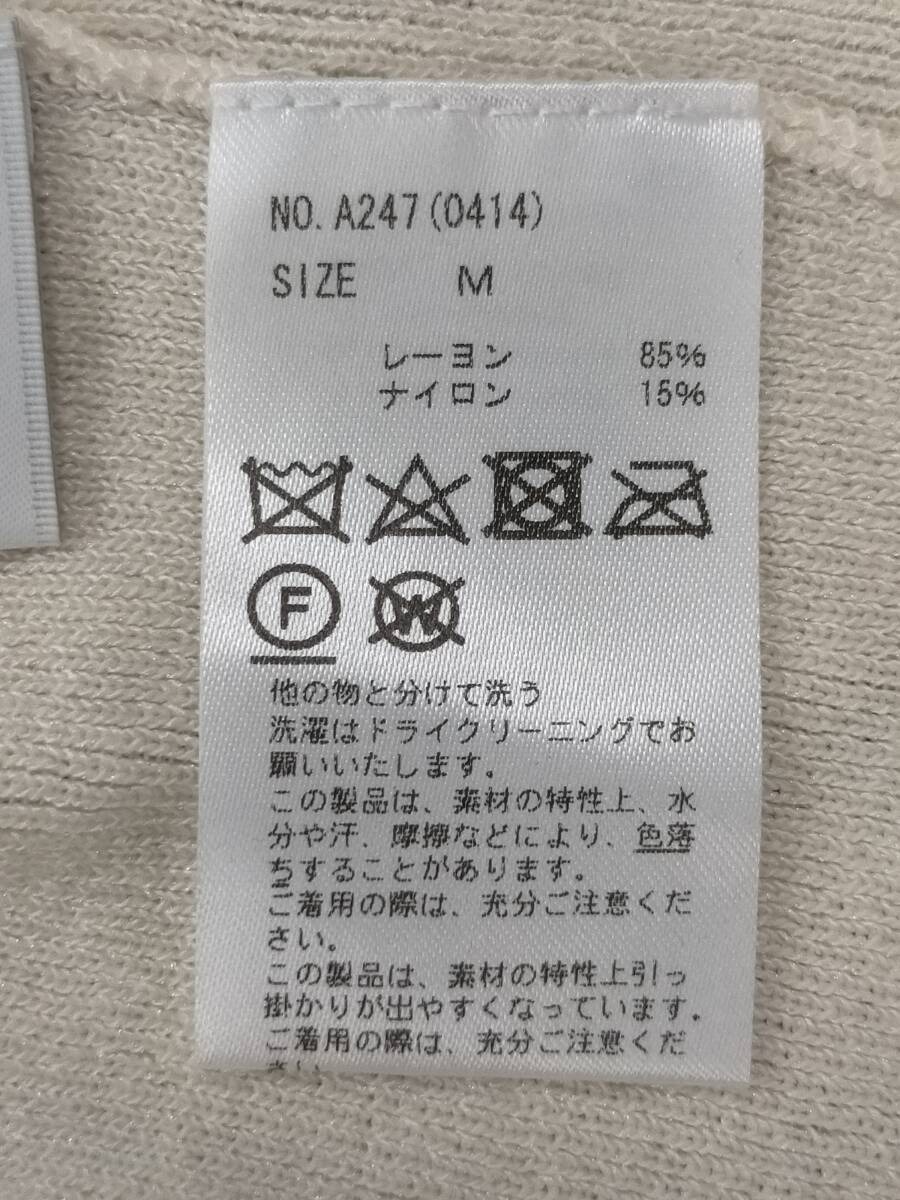 NO. A247(0414)
SIZE M
レーヨン 85%
ナイロン 15%
F
W
他の物と分けて洗う
洗濯はドライクリーニングでお
願いいたします。
この製品は、素材の特性上、水
分や汗、摩擦などにより、色落
ちすることがあります。
ご着用の際は、充分ご注意くだ
さい。
この製品は、素材の特性上引っ
掛かりが出やすくなっています。
ご着用の際は、充分ご注意くだ
さい